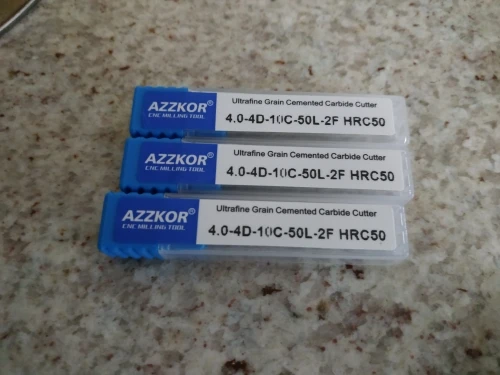 AZZKOR®
CNC MILLING TOOL
Ultrafine Grain Cemented Carbide Cutter
4.0-4D-10C-50L-2F HRC50
AZZKOR®
CNC MILLING TOOL
Ultrafine Grain Cemented Carbide Cutter
4.0-4D-10C-50L-2F HRC50
AZZKOR®
CNC MILLING TOOL
Ultrafine Grain Cemented Carbide Cutter
4.0-4D-10C-50L-2F HRC50